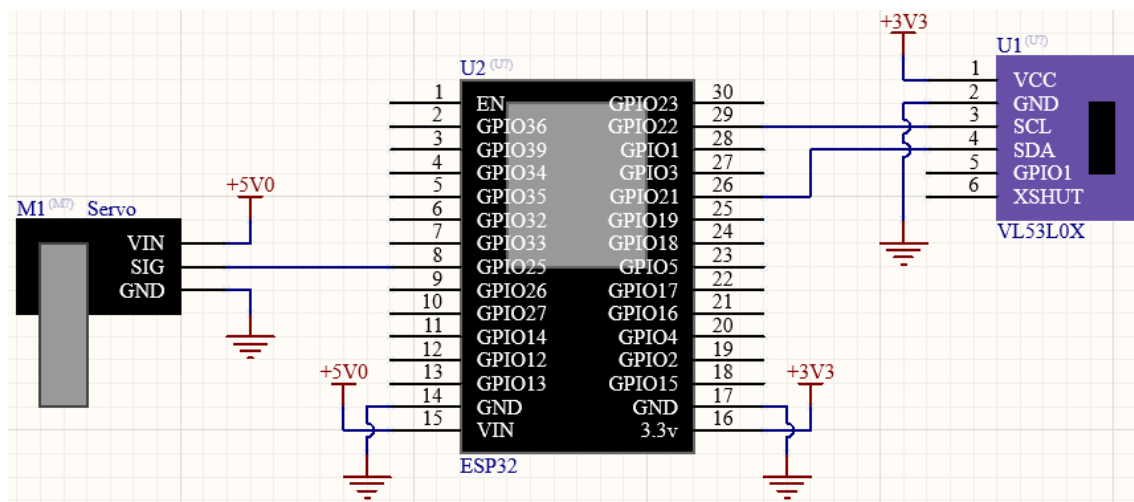 +3V3
U1 (U?)
1 VCC
2 GND
3 SCL
4 SDA
5 GPIO1
6 XSHUT
VL53L0X
U2 (U?)
1 EN GPIO23 30
2 GPIO36 GPIO22 29
3 GPIO39 GPIO1 28
4 GPIO34 GPIO3 27
5 GPIO35 GPIO21 26
6 GPIO32 GPIO19 25
7 GPIO33 GPIO18 24
8 GPIO25 GPIO5 23
9 GPIO26 GPIO17 22
10 GPIO27 GPIO16 21
11 GPIO14 GPIO4 20
12 GPIO12 GPIO2 19
13 GPIO13 GPIO15 18
14 GND GND 17
15 VIN 3.3v 16
ESP32
+5V0
M1 (M?) Servo
VIN
SIG
GND
+5V0
+3V3